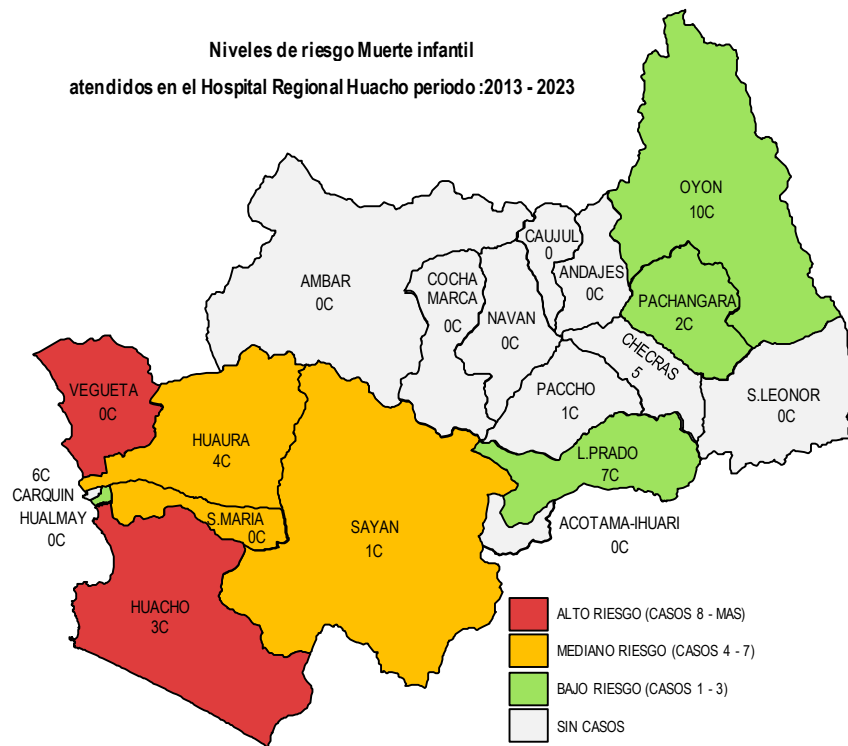 Niveles de riesgo Muerte infantil
atendidos en el Hospital Regional Huacho periodo :2013 - 2023
OYON
10C
CAUJUL
0
ANDAJES
0C
AMBAR
0C
COCHA
MARCA
0C
NAVAN
0C
PACHANGARA
2C
CHECRAS
5
VEGUETA
0C
PACCHO
1C
S.LEONOR
0C
HUAURA
4C
L.PRADO
7C
6C
CARQUIN
HUALMAY
0C
S.MARIA
0C
SAYAN
1C
ACOTAMA-IHUARI
0C
HUACHO
3C
ALTO RIESGO (CASOS 8 - MAS)
MEDIANO RIESGO (CASOS 4 - 7)
BAJO RIESGO (CASOS 1 - 3)
SIN CASOS